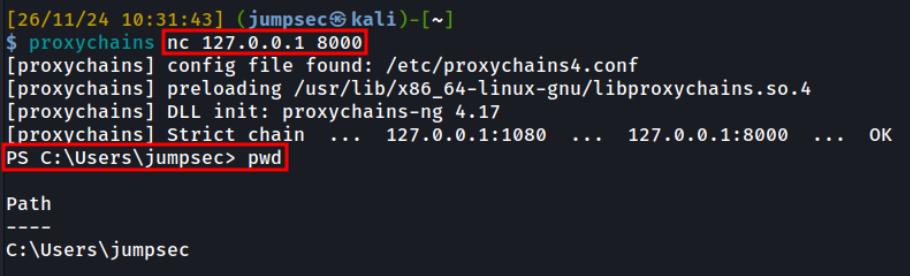 [26/11/24 10:31:43] (jumpsec㉿kali)-[~]
$ proxychains nc 127.0.0.1 8000
[proxychains] config file found: /etc/proxychains4.conf
[proxychains] preloading /usr/lib/x86_64-linux-gnu/libproxychains.so.4
[proxychains] DLL init: proxychains-ng 4.17
[proxychains] Strict chain  ...  127.0.0.1:1080  ...  127.0.0.1:8000  ...  OK
PS C:\Users\jumpsec> pwd
Path
----
C:\Users\jumpsec